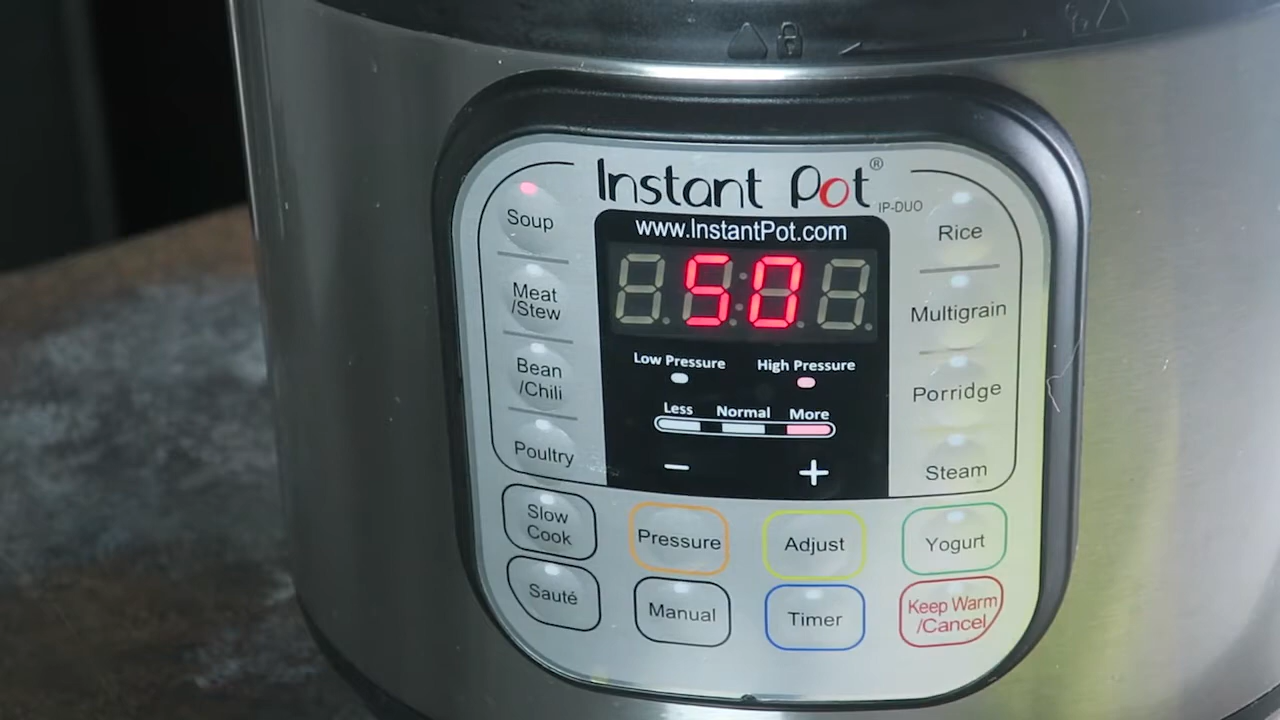 Instant Pot®
IP-DUO
www.InstantPot.com
50
Low Pressure
High Pressure
Less
Normal
More
−
+
Soup
Meat
/Stew
Bean
/Chili
Poultry
Rice
Multigrain
Porridge
Steam
Slow
Cook
Pressure
Adjust
Yogurt
Sauté
Manual
Timer
Keep Warm
/Cancel